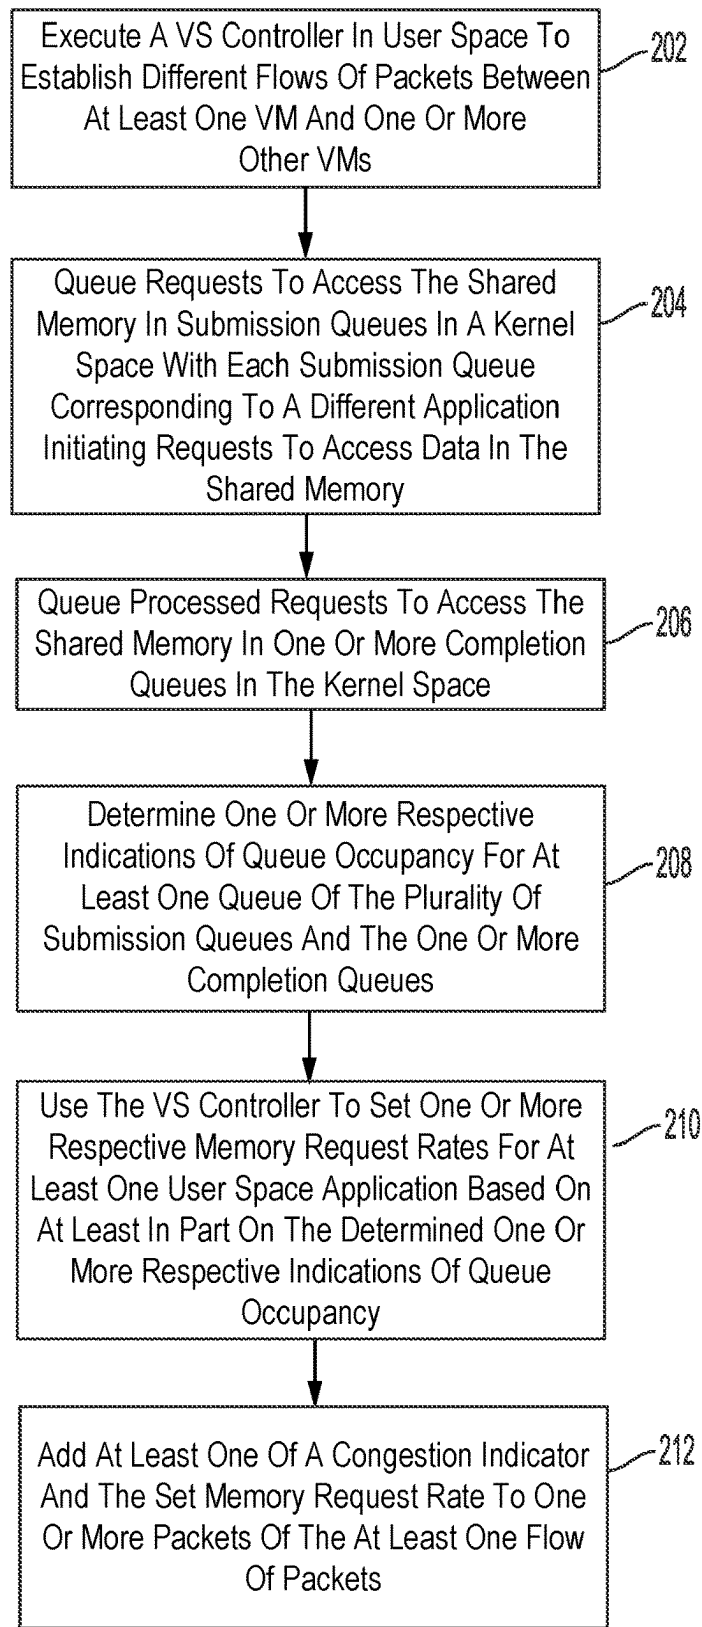 Execute A VS Controller In User Space To
Establish Different Flows Of Packets Between
At Least One VM And One Or More
Other VMs
202
Queue Requests To Access The Shared
Memory In Submission Queues In A Kernel
Space With Each Submission Queue
Corresponding To A Different Application
Initiating Requests To Access Data In The
Shared Memory
204
Queue Processed Requests To Access The
Shared Memory In One Or More Completion
Queues In The Kernel Space
206
Determine One Or More Respective
Indications Of Queue Occupancy For At
Least One Queue Of The Plurality Of
Submission Queues And The One Or More
Completion Queues
208
Use The VS Controller To Set One Or More
Respective Memory Request Rates For At
Least One User Space Application Based On
At Least In Part On The Determined One Or
More Respective Indications Of Queue
Occupancy
210
Add At Least One Of A Congestion Indicator
And The Set Memory Request Rate To One
Or More Packets Of The At Least One Flow
Of Packets
212